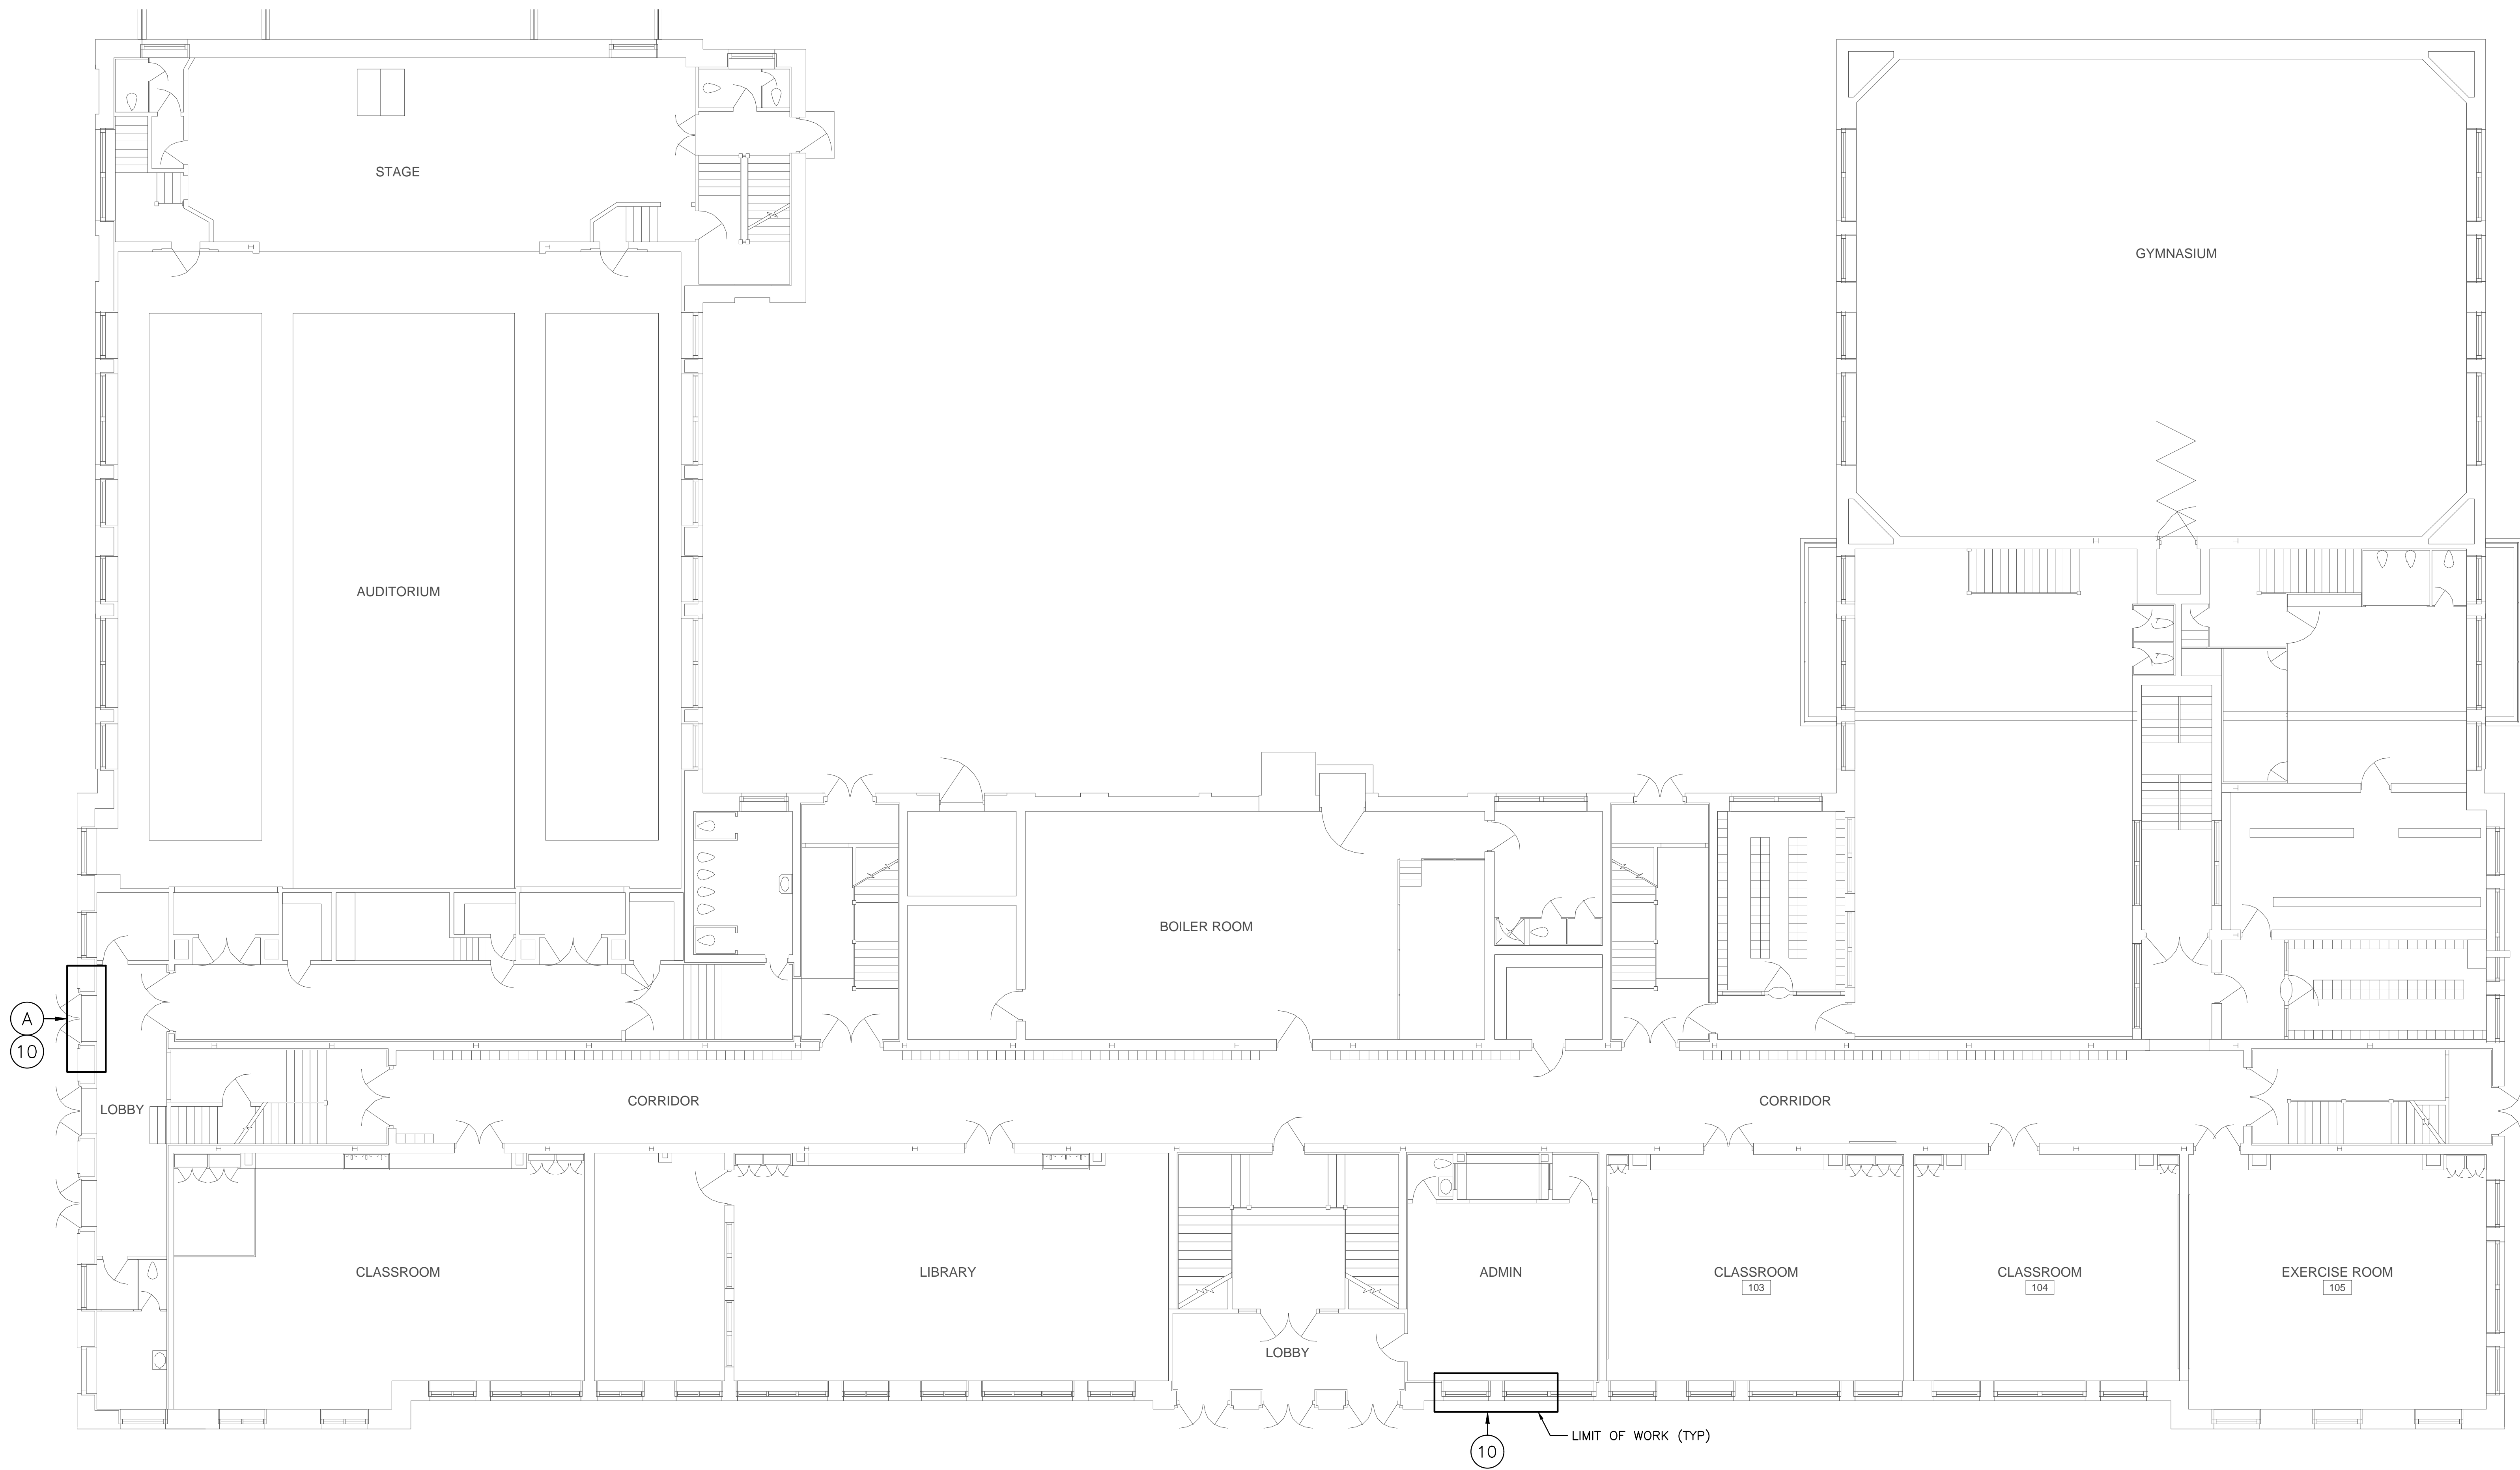 STAGE
GYMNASIUM
AUDITORIUM
BOILER ROOM
A
10
LOBBY
CORRIDOR
CORRIDOR
CLASSROOM
LIBRARY
ADMIN
CLASSROOM
103
CLASSROOM
104
EXERCISE ROOM
105
LOBBY
10
LIMIT OF WORK (TYP)